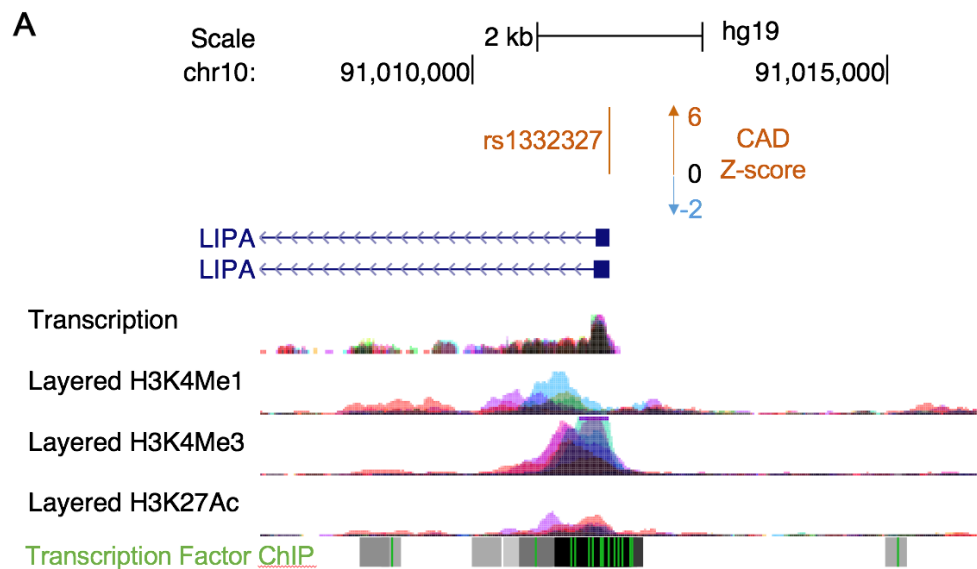 A
Scale 2 kb hg19
chr10: 91,010,000 91,015,000
6
rs1332327 CAD
0 Z-score
-2
LIPA
LIPA
Transcription
Layered H3K4Me1
Layered H3K4Me3
Layered H3K27Ac
Transcription Factor ChIP